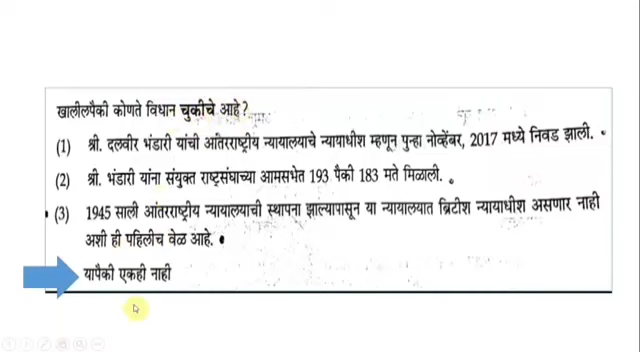 खालीलपैकी कोणते विधान चुकीचे आहे?
(1) श्री. दलवीर भंडारी यांची आंतरराष्ट्रीय न्यायालयाचे न्यायाधीश म्हणून पुन्हा नोव्हेंबर, 2017 मध्ये निवड झाली.
(2) श्री. भंडारी यांना संयुक्त राष्ट्रसंघाच्या आमसभेत 193 पैकी 183 मते मिळाली.
(3) 1945 साली आंतरराष्ट्रीय न्यायालयाची स्थापना झाल्यापासून या न्यायालयात ब्रिटीश न्यायाधीश असणार नाही
अशी ही पहिलीच वेळ आहे.
यापैकी एकही नाही